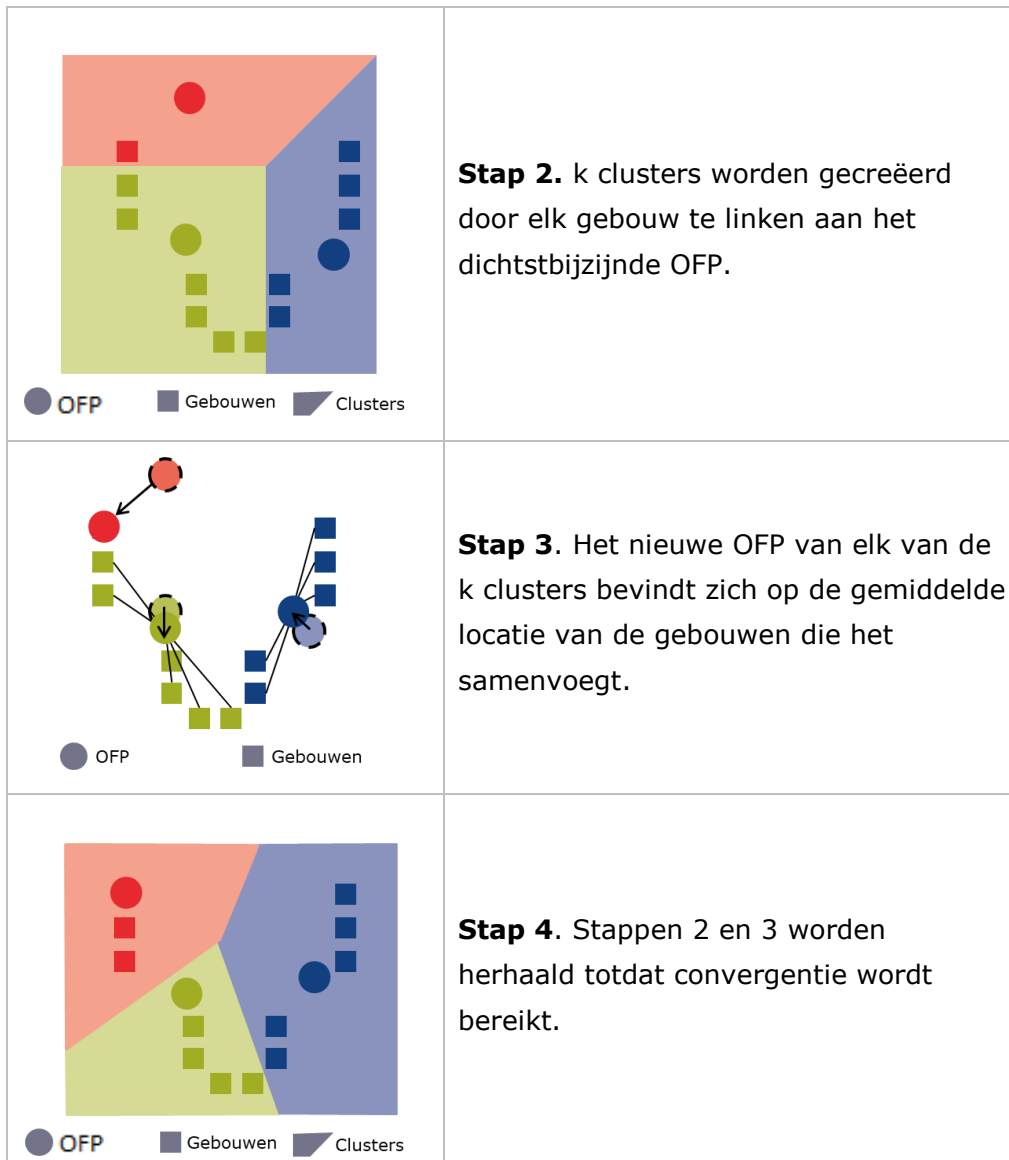 Stap 2. k clusters worden gecreëerd
door elk gebouw te linken aan het
dichtstbijzijnde OFP.
OFP Gebouwen Clusters
Stap 3. Het nieuwe OFP van elk van de
k clusters bevindt zich op de gemiddelde
locatie van de gebouwen die het
samenvoegt.
OFP Gebouwen
Stap 4. Stappen 2 en 3 worden
herhaald totdat convergentie wordt
bereikt.
OFP Gebouwen Clusters